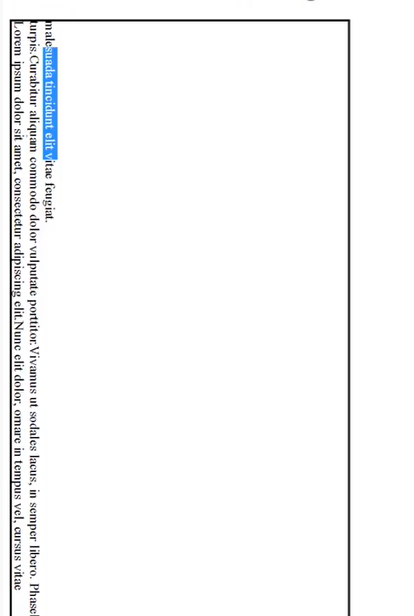 Lorem ipsum dolor sit amet, consectetur adipiscing elit.Nunc elit dolor, ornare in tempus vel, cursus vitae
turpis.Curabitur aliquam commodo dolor vulputate porttitor.Vivamus ut sodales lacus, in semper libero. Phasel
malesuada tincidunt elit vitae feugiat.